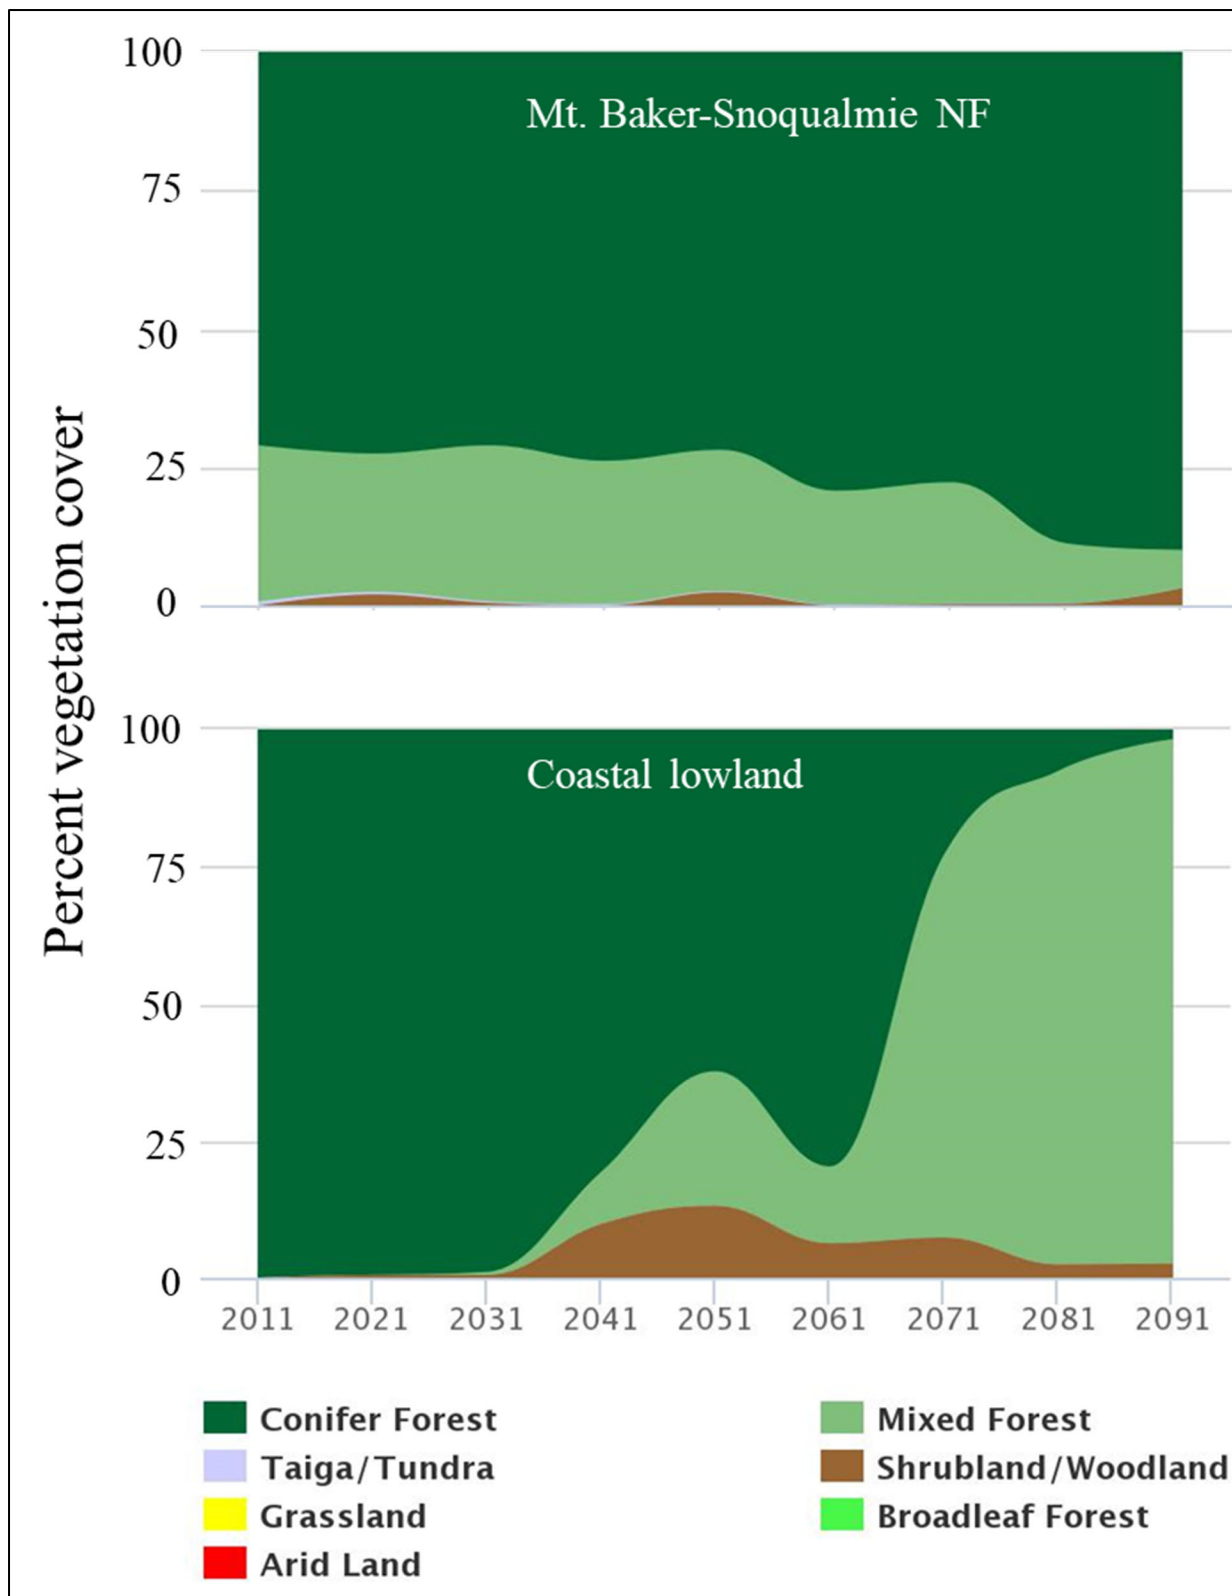 Percent vegetation cover
100
Mt. Baker-Snoqualmie NF
75
50
25
0
100
Coastal lowland
75
50
25
0
2011 2021 2031 2041 2051 2061 2071 2081 2091
Conifer Forest Mixed Forest
Taiga/Tundra Shrubland/Woodland
Grassland Broadleaf Forest
Arid Land